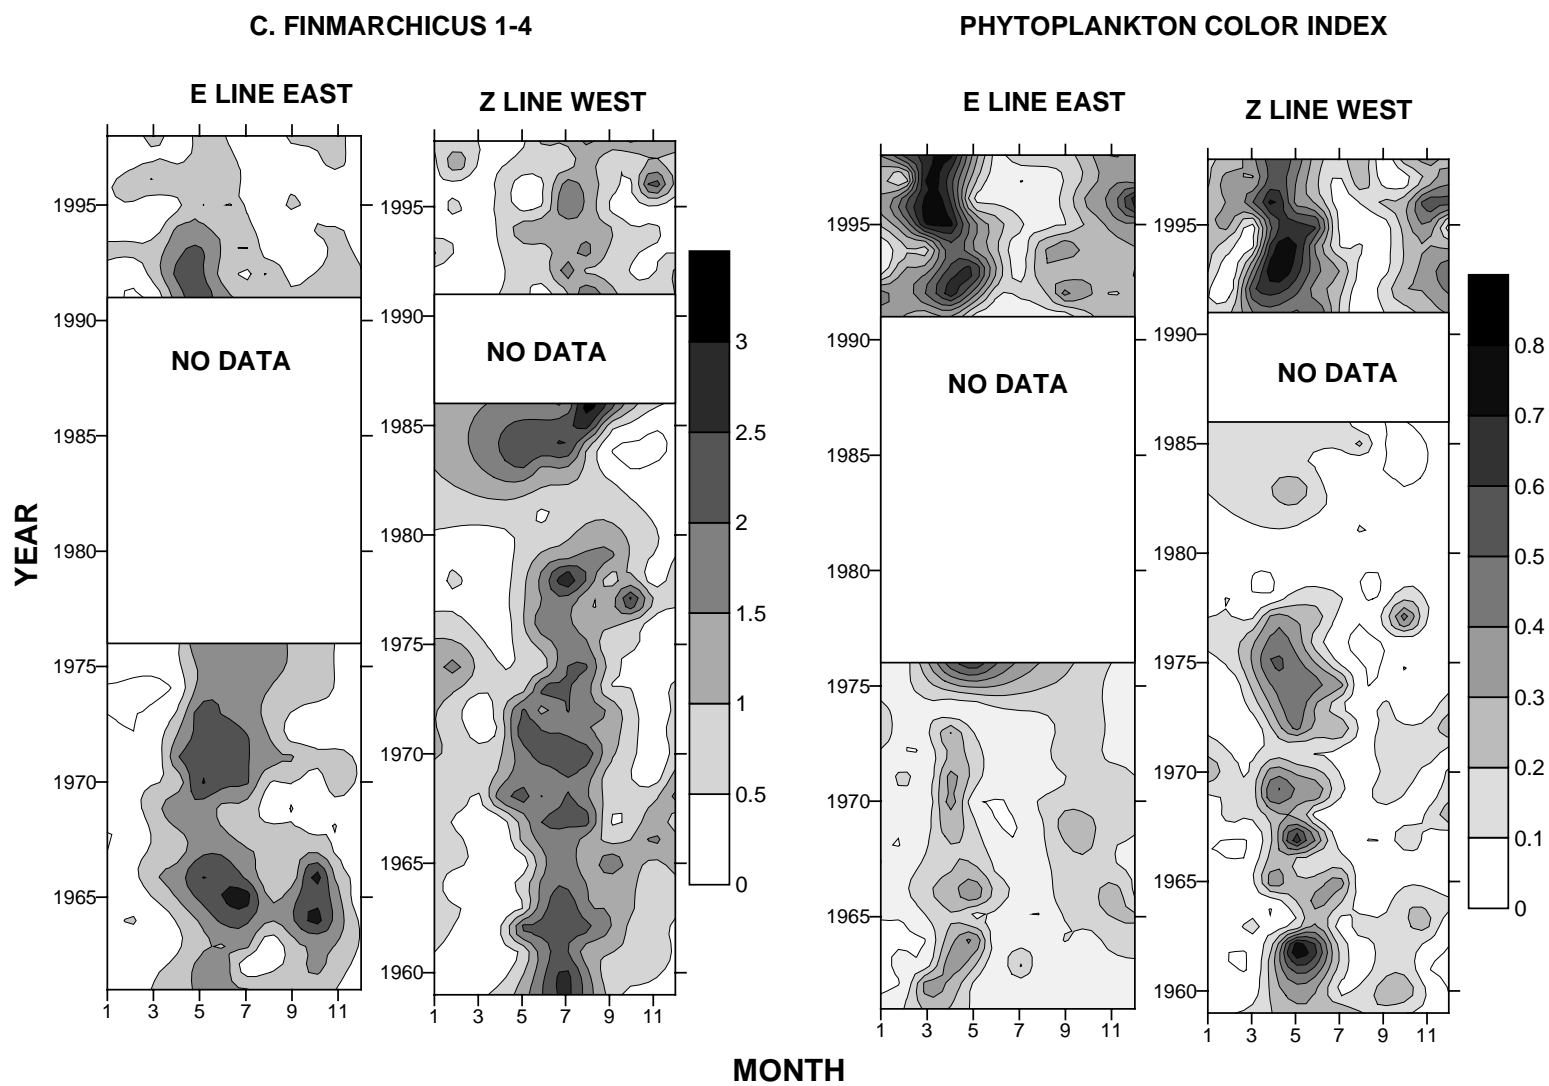 C. FINMARCHICUS 1-4
PHYTOPLANKTON COLOR INDEX
E LINE EAST
Z LINE WEST
E LINE EAST
Z LINE WEST
YEAR
1995
1990
1985
1980
1975
1970
1965
NO DATA
1 3 5 7 9 11
1995
1990
1985
1980
1975
1970
1965
1960
NO DATA
1 3 5 7 9 11
3
2.5
2
1.5
1
0.5
0
1995
1990
1985
1980
1975
1970
1965
NO DATA
1 3 5 7 9 11
1995
1990
1985
1980
1975
1970
1965
1960
NO DATA
1 3 5 7 9 11
0.8
0.7
0.6
0.5
0.4
0.3
0.2
0.1
0
MONTH